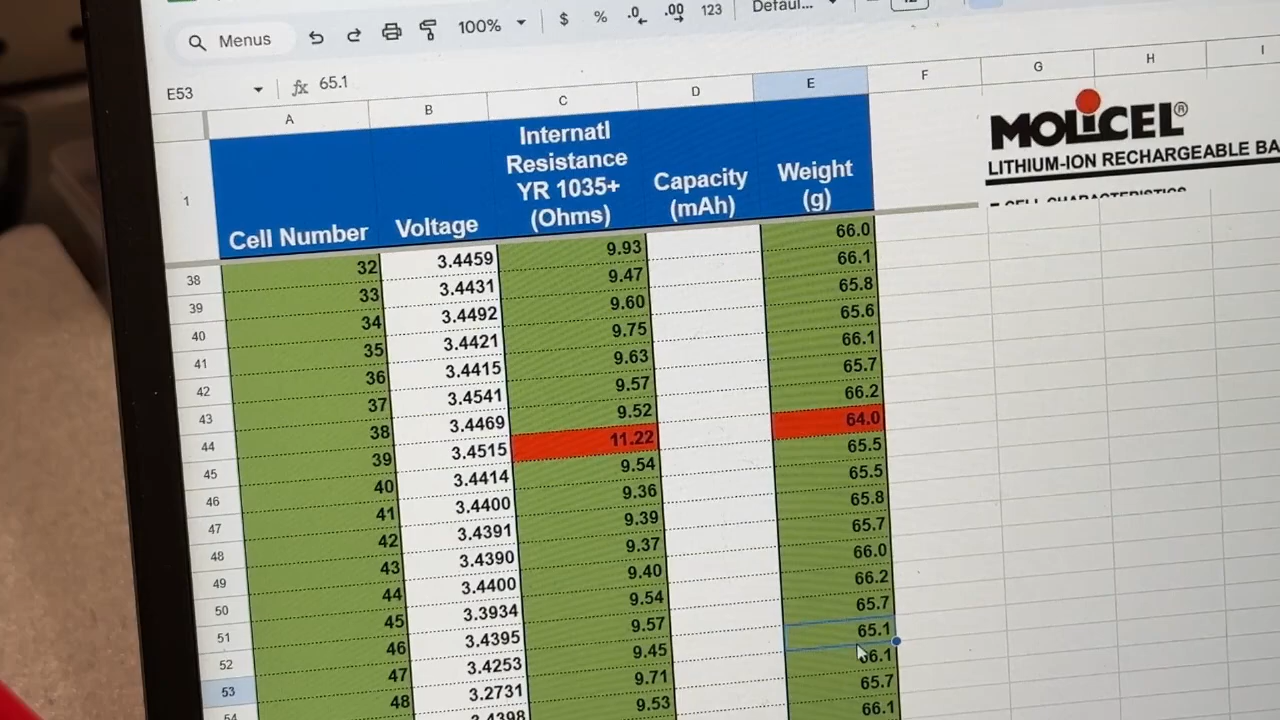 Menus 100% $ % .0 .00 123 Defaul... 12
E53 fx 65.1
A B C D E F G H I
1 Cell Number Voltage Internatl
Resistance
YR 1035+
(Ohms)
Capacity
(mAh)
Weight
(g)
MOLiCEL®
LITHIUM-ION RECHARGEABLE BA
CELL CHARACTERISTICS
38 32 3.4459 9.93 66.0
39 33 3.4431 9.47 66.1
40 34 3.4492 9.60 65.8
41 35 3.4421 9.75 65.6
42 36 3.4415 9.63 66.1
43 37 3.4541 9.57 65.7
44 38 3.4469 9.52 66.2
45 39 3.4515 11.22 64.0
46 40 3.4414 9.54 65.5
47 41 3.4400 9.36 65.5
48 42 3.4391 9.39 65.8
49 43 3.4390 9.37 65.7
50 44 3.4400 9.40 66.0
51 45 3.3934 9.54 66.2
52 46 3.4395 9.57 65.7
53 47 3.4253 9.45 65.1
54 48 3.2731 9.71 66.1
3.4398 9.53 65.7
66.1